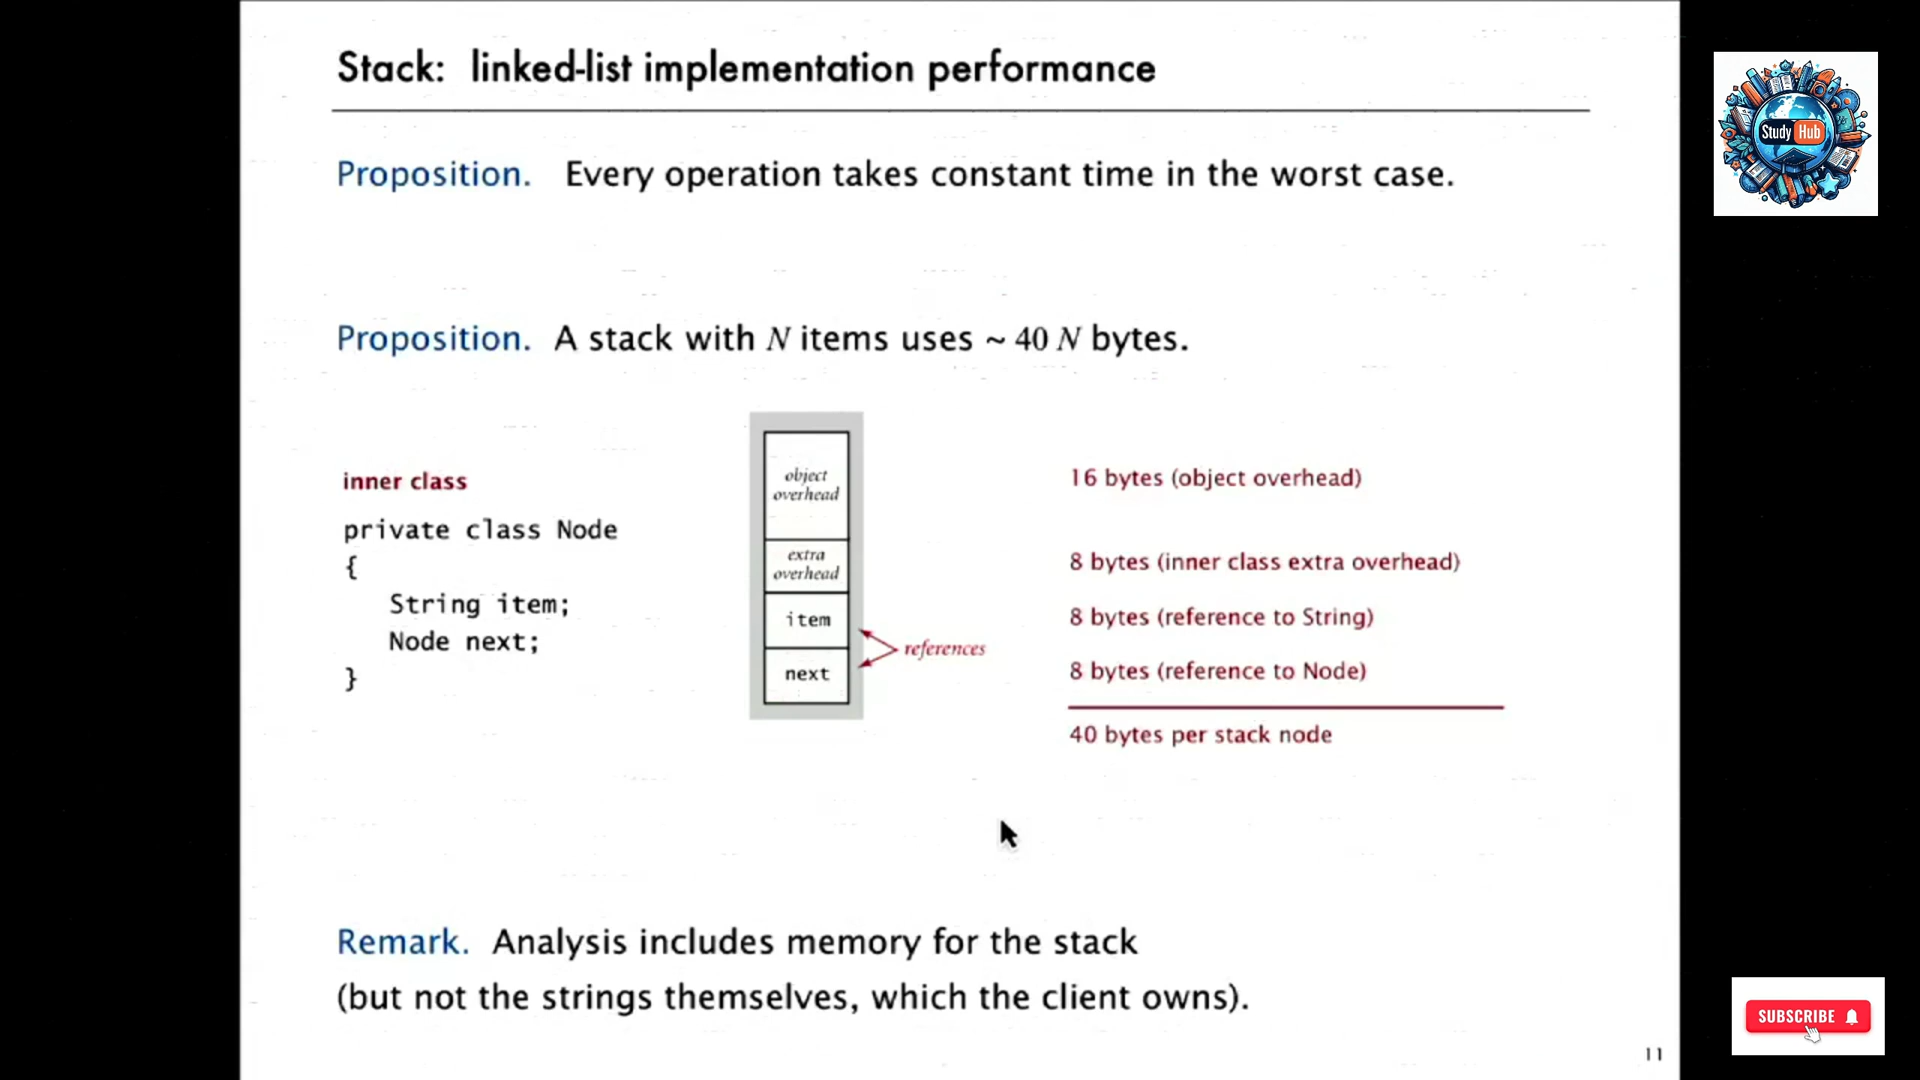 Stack: linked-list implementation performance
Study Hub
Proposition. Every operation takes constant time in the worst case.
Proposition. A stack with N items uses ~ 40 N bytes.
inner class
private class Node
{
String item;
Node next;
}
object
overhead
extra
overhead
item
next
references
16 bytes (object overhead)
8 bytes (inner class extra overhead)
8 bytes (reference to String)
8 bytes (reference to Node)
40 bytes per stack node
Remark. Analysis includes memory for the stack
(but not the strings themselves, which the client owns).
SUBSCRIBE
11